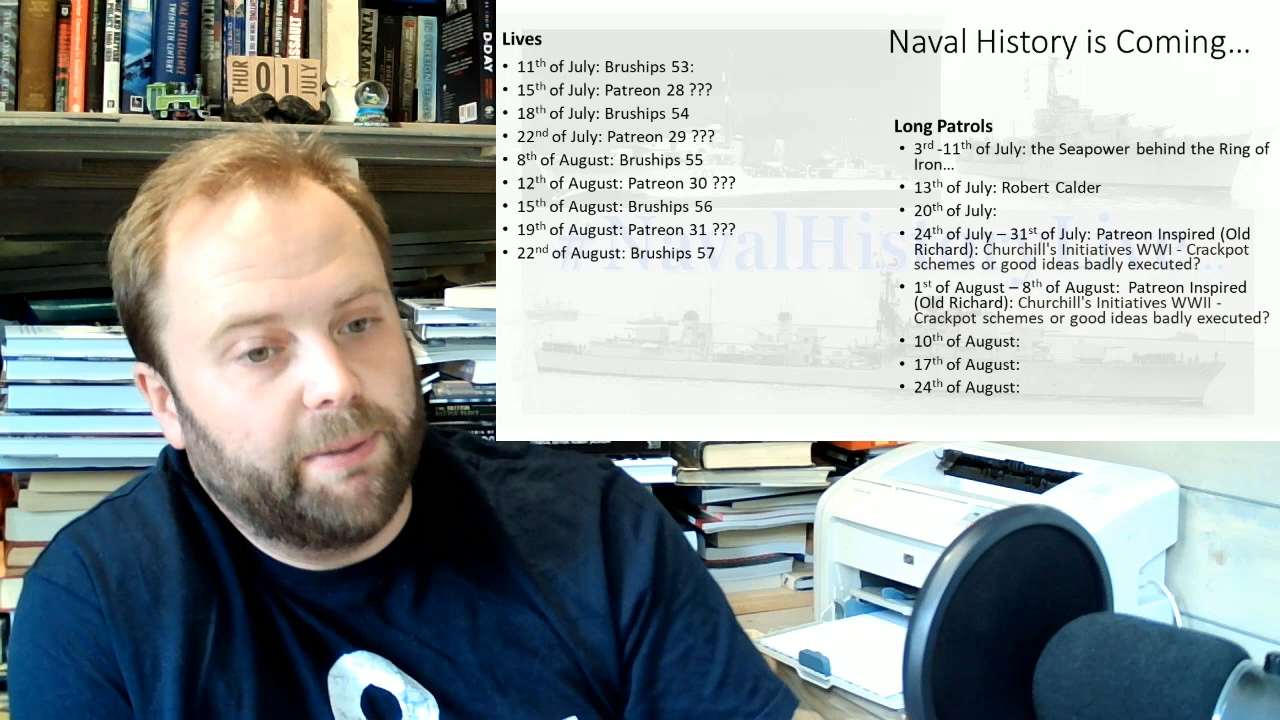 NAVAL INTELLIGENCE
TWENTIETH CENTURY
TANKS
D-DAY
THUR 01 JULY
Naval History is Coming...
Lives
• 11th of July: Bruships 53:
• 15th of July: Patreon 28 ???
• 18th of July: Bruships 54
• 22nd of July: Patreon 29 ???
• 8th of August: Bruships 55
• 12th of August: Patreon 30 ???
• 15th of August: Bruships 56
• 19th of August: Patreon 31 ???
• 22nd of August: Bruships 57
Long Patrols
• 3rd -11th of July: the Seapower behind the Ring of
Iron...
• 13th of July: Robert Calder
• 20th of July:
• 24th of July – 31st of July: Patreon Inspired (Old
Richard): Churchill's Initiatives WWI - Crackpot
schemes or good ideas badly executed?
• 1st of August – 8th of August: Patreon Inspired
(Old Richard): Churchill's Initiatives WWII -
Crackpot schemes or good ideas badly executed?
• 10th of August:
• 17th of August:
• 24th of August: